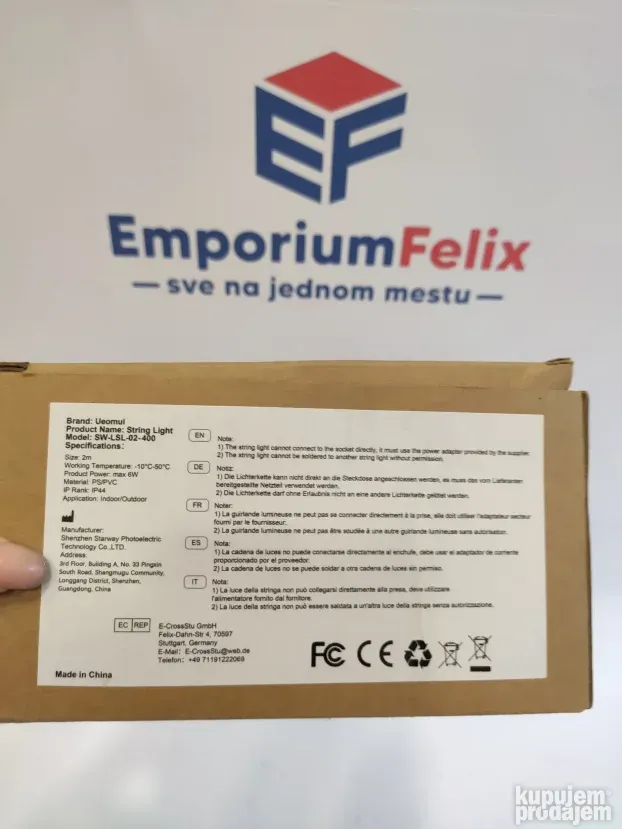 EF
EmporiumFelix
— sve na jednom mestu —
Brand: Ueomul
Product Name: String Light
Model: SW-LSL-02-400
Specifications:
Size: 2m
Working Temperature: -10°C-50°C
Product Power: max 6W
Material: PS/PVC
IP Rank: IP44
Application: Indoor/Outdoor
Manufacturer:
Shenzhen Starway Photoelectric
Technology Co.,LTD.
Address:
3rd Floor, Building A, No. 33 Pingxin
South Road, Shangmugu Community,
Longgang District, Shenzhen,
Guangdong, China
EN
Note:
1) The string light cannot connect to the socket directly, it must use the power adapter provided by the supplier.
2) The string light cannot be soldered to another string light without permission.
DE
Notiz:
1) Die Lichterkette kann nicht direkt an die Steckdose angeschlossen werden, es muss das vom Lieferanten
bereitgestellte Netzteil verwendet werden.
2) Die Lichterkette darf ohne Erlaubnis nicht an eine andere Lichterkette gelötet werden.
FR
Noter:
1) La guirlande lumineuse ne peut pas se connecter directement à la prise, elle doit utiliser l'adaptateur secteur
fourni par le fournisseur.
2) La guirlande lumineuse ne peut pas être soudée à une autre guirlande lumineuse sans autorisation.
ES
Nota:
1) La cadena de luces no puede conectarse directamente al enchufe, debe usar el adaptador de corriente
proporcionado por el proveedor.
2) La cadena de luces no se puede soldar a otra cadena de luces sin permiso.
IT
Nota:
1) La luce della stringa non può collegarsi direttamente alla presa, deve utilizzare
l'alimentatore fornito dal fornitore.
2) La luce della stringa non può essere saldata a un'altra luce della stringa senza autorizzazione.
EC REP
E-CrossStu GmbH
Felix-Dahn-Str 4, 70597
Stuttgart, Germany
E-Mail: E-CrossStu@web.de
Telefon: +49 71191222069
FC CE
Made in China
kupujem
prodajem